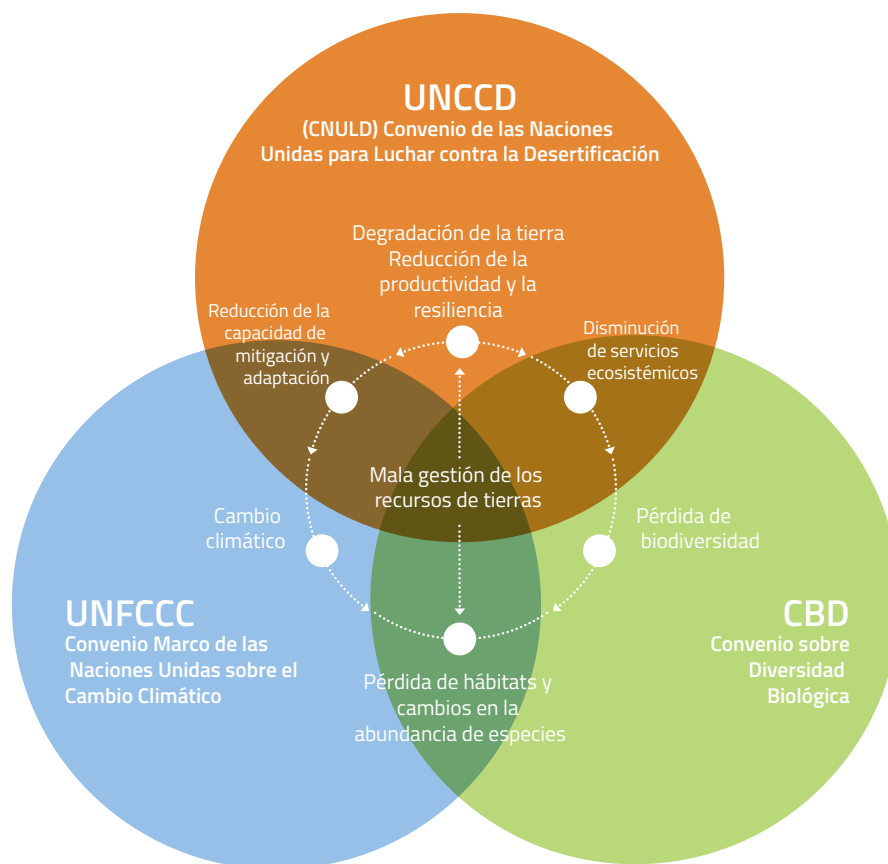 UNCCD
(CNULD) Convenio de las Naciones
Unidas para Luchar contra la Desertificación
Degradación de la tierra
Reducción de la
productividad y la
resiliencia
Reducción de la
capacidad de
mitigación y
adaptación
Disminución
de servicios
ecosistémicos
Mala gestión de los
recursos de tierras
Cambio
climático
Pérdida de
biodiversidad
UNFCCC
Convenio Marco de las
Naciones Unidas sobre el
Cambio Climático
CBD
Convenio sobre
Diversidad
Biológica
Pérdida de hábitats y
cambios en la
abundancia de especies